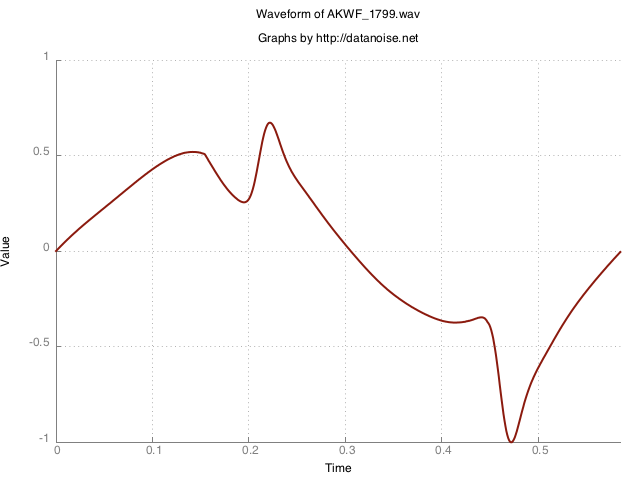 Waveform of AKWF_1799.wav
Graphs by http://datanoise.net
1
0.5
0
-0.5
-1
Value
0 0.1 0.2 0.3 0.4 0.5
Time